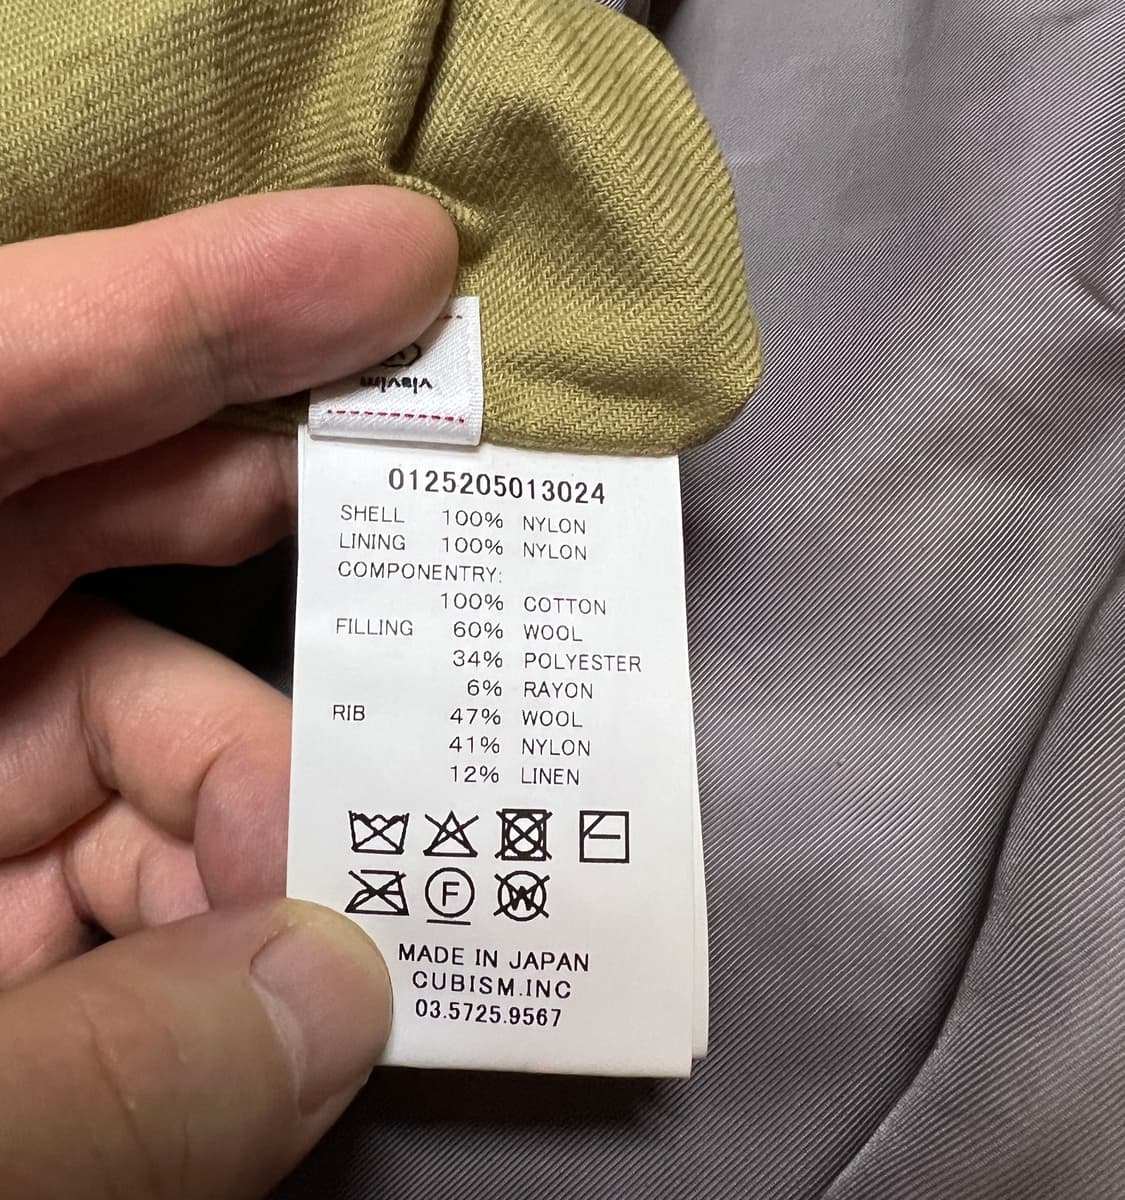 visvim
0125205013024
SHELL 100% NYLON
LINING 100% NYLON
COMPONENTRY:
100% COTTON
FILLING 60% WOOL
34% POLYESTER
6% RAYON
RIB 47% WOOL
41% NYLON
12% LINEN
F W
MADE IN JAPAN
CUBISM.INC
03.5725.9567